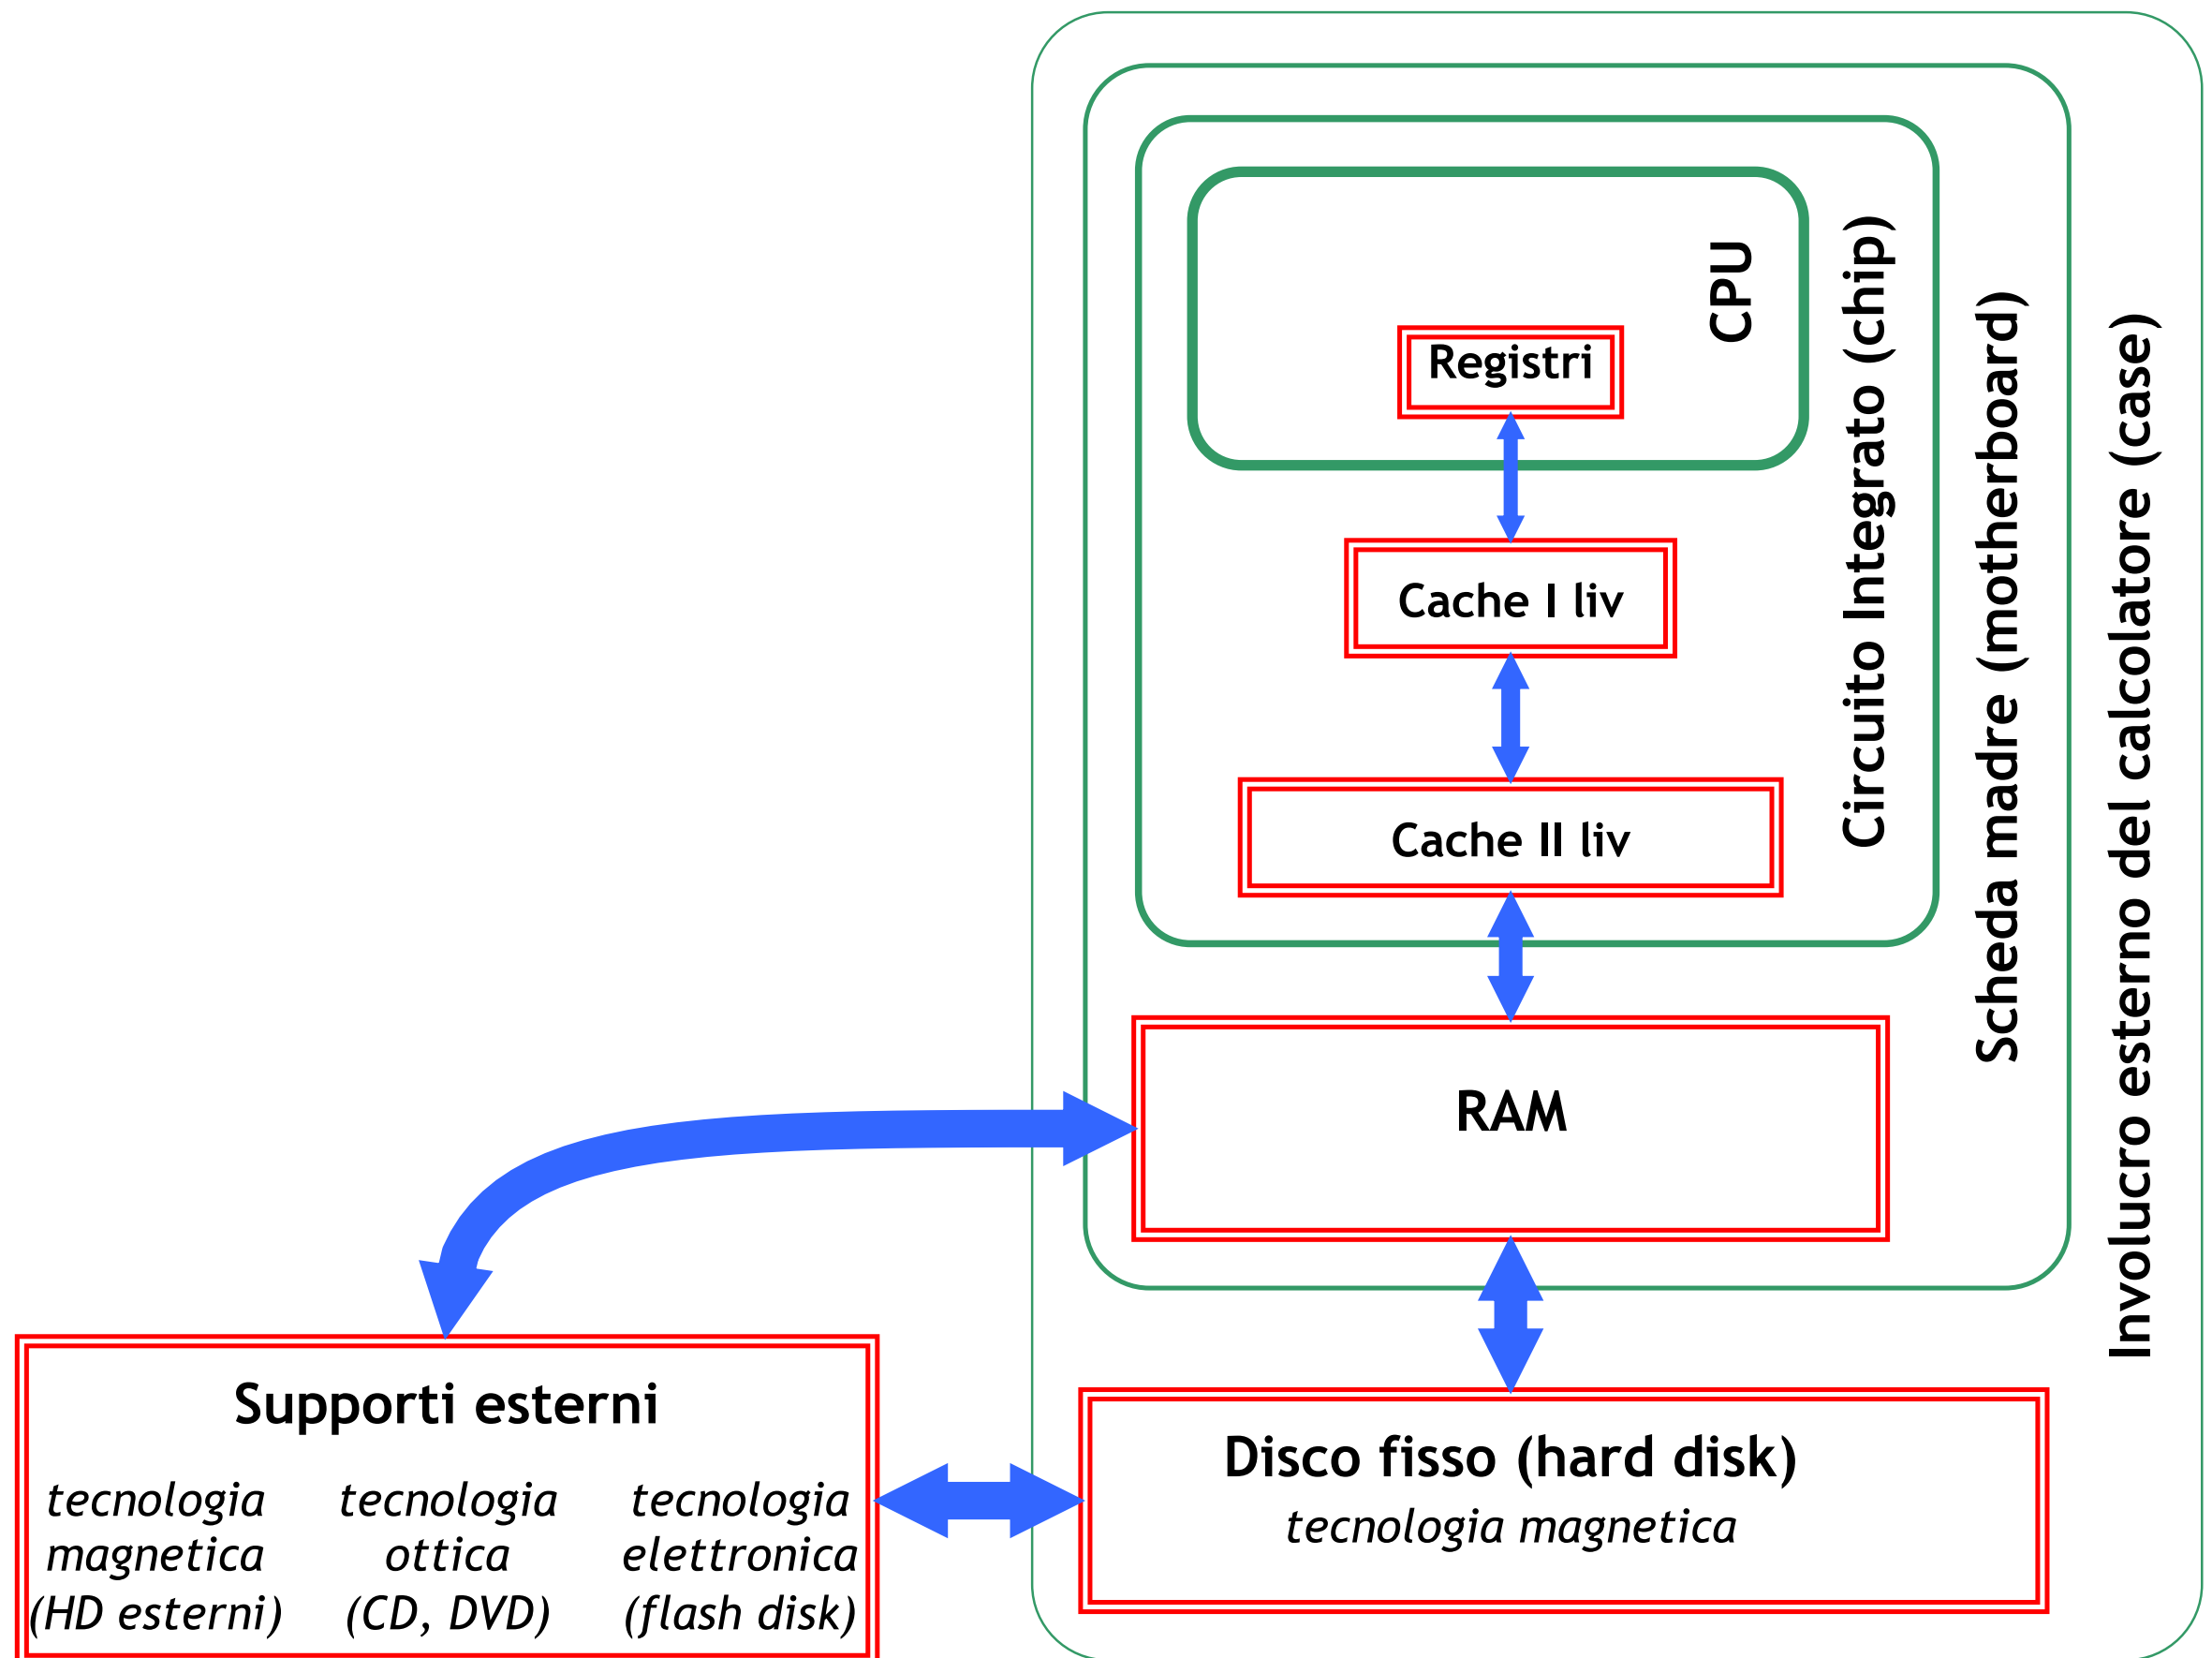 CPU
Registri
Circuito Integrato (chip)
Scheda madre (motherboard)
Involucro esterno del calcolatore (case)
Cache I liv
Cache II liv
RAM
Supporti esterni
tecnologia
magnetica
(HD esterni)
tecnologia
ottica
(CD, DVD)
tecnologia
elettronica
(flash disk)
Disco fisso (hard disk)
tecnologia magnetica